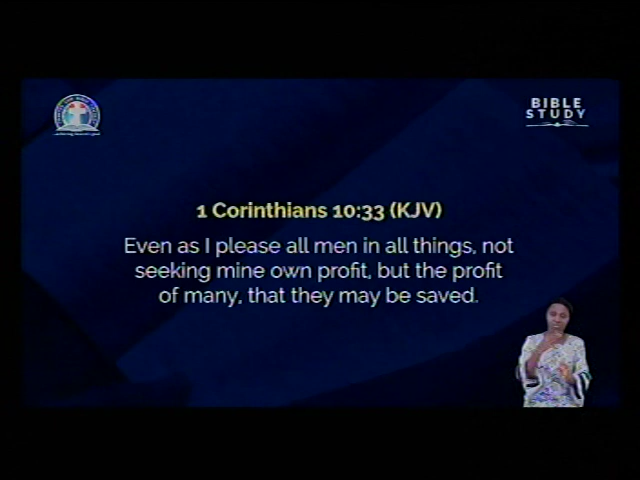 BIBLE
STUDY
1 Corinthians 10:33 (KJV)
Even as I please all men in all things, not
seeking mine own profit, but the profit
of many, that they may be saved.